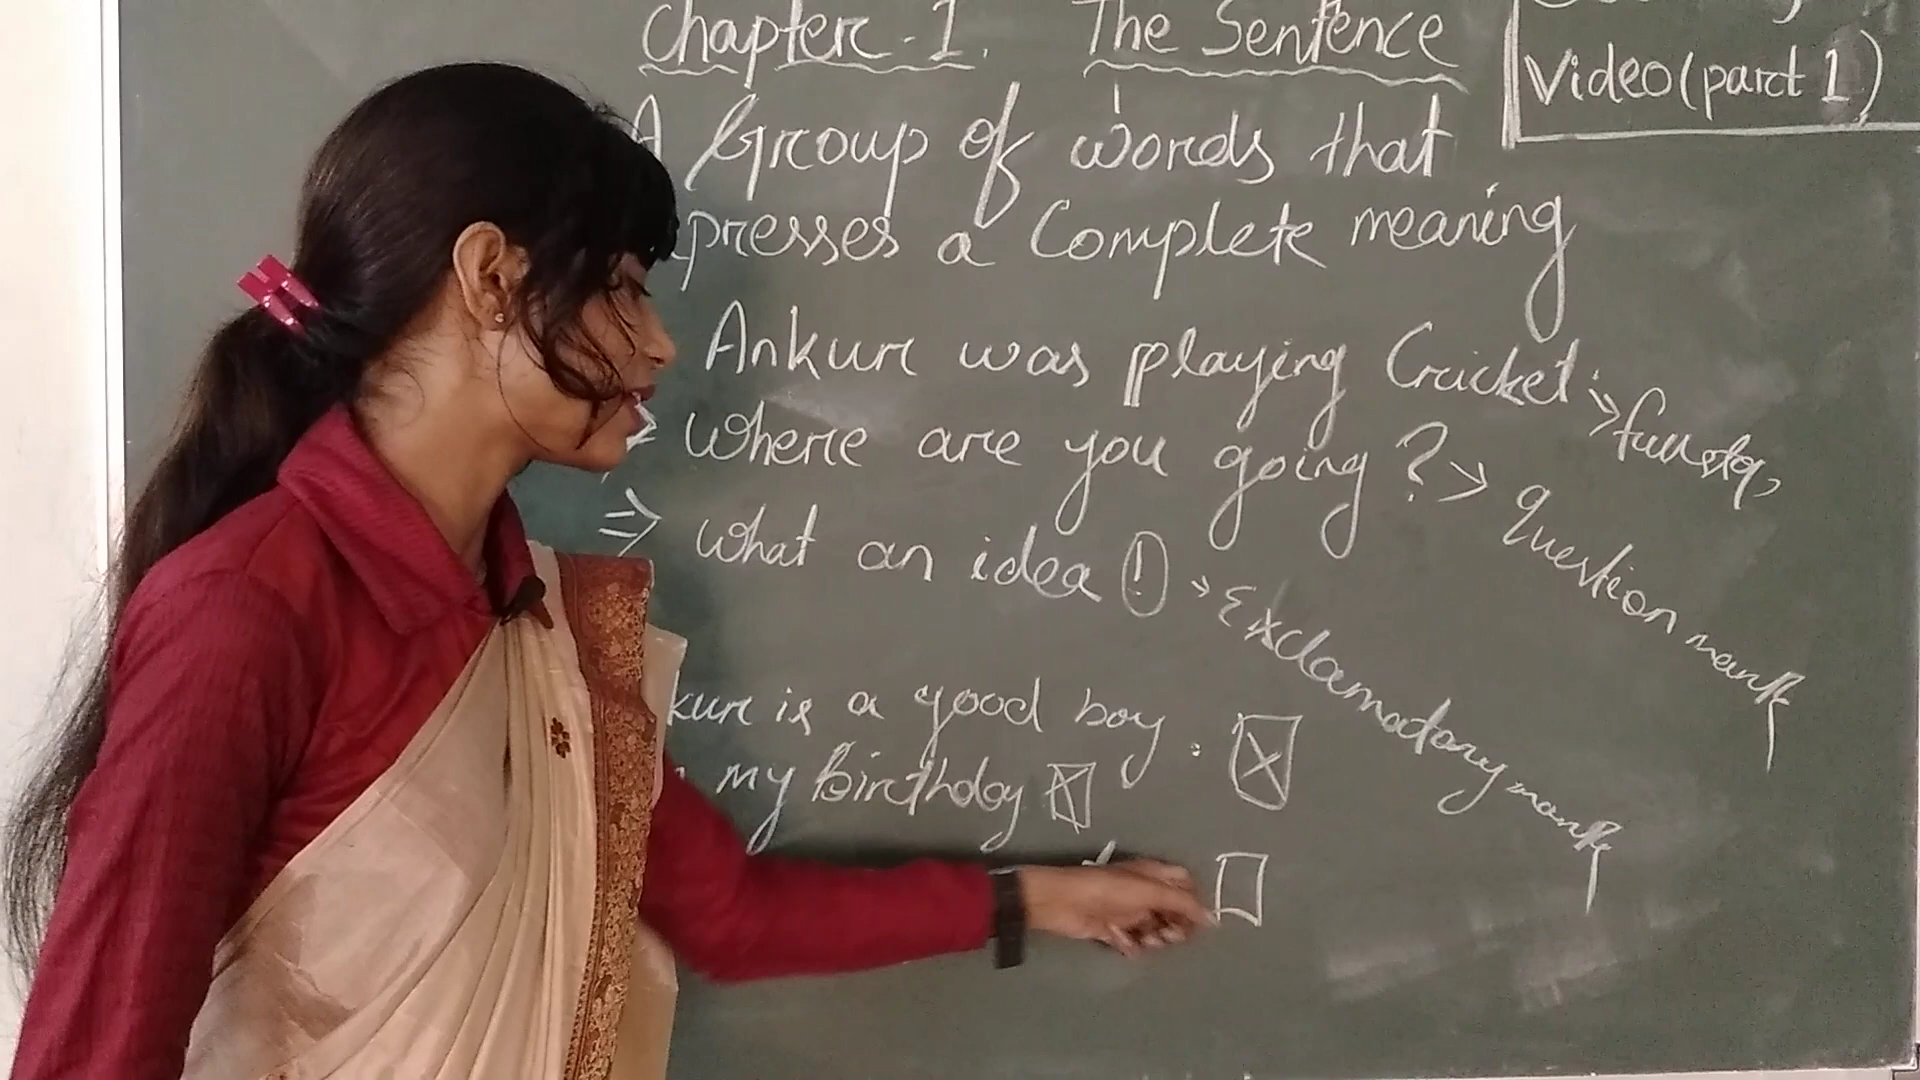 Chapter-1. The Sentence
Video (part 1)
A Group of words that
presses a Complete meaning
Ankur was playing Cricket. → fullstop
⇒ Where are you going? → question mark
⇒ What an idea! → Exclamatory mark
kur is a good boy.
my Birthday